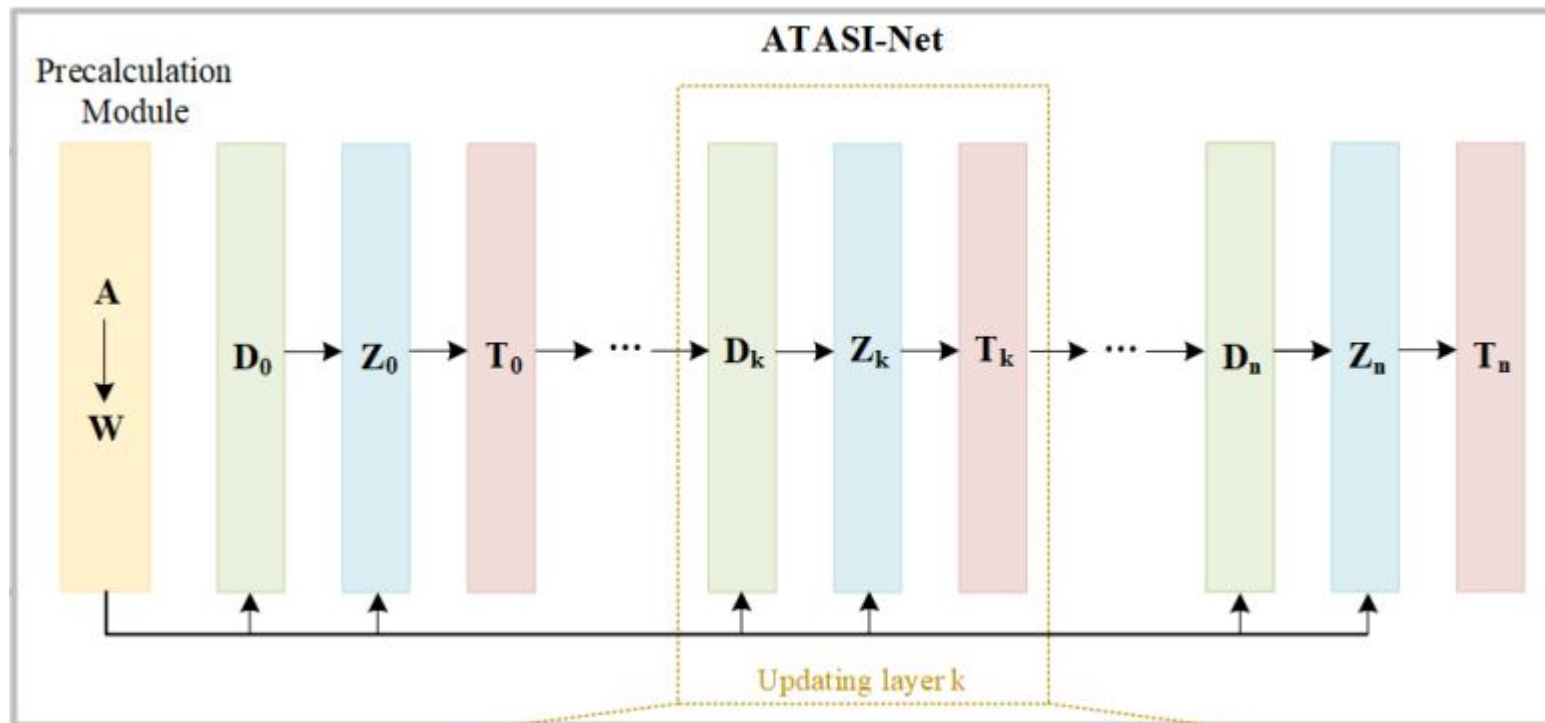 ATASI-Net
Precalculation
Module
A
W
D₀
Z₀
T₀
...
Dₖ
Zₖ
Tₖ
...
Dₙ
Zₙ
Tₙ
Updating layer k